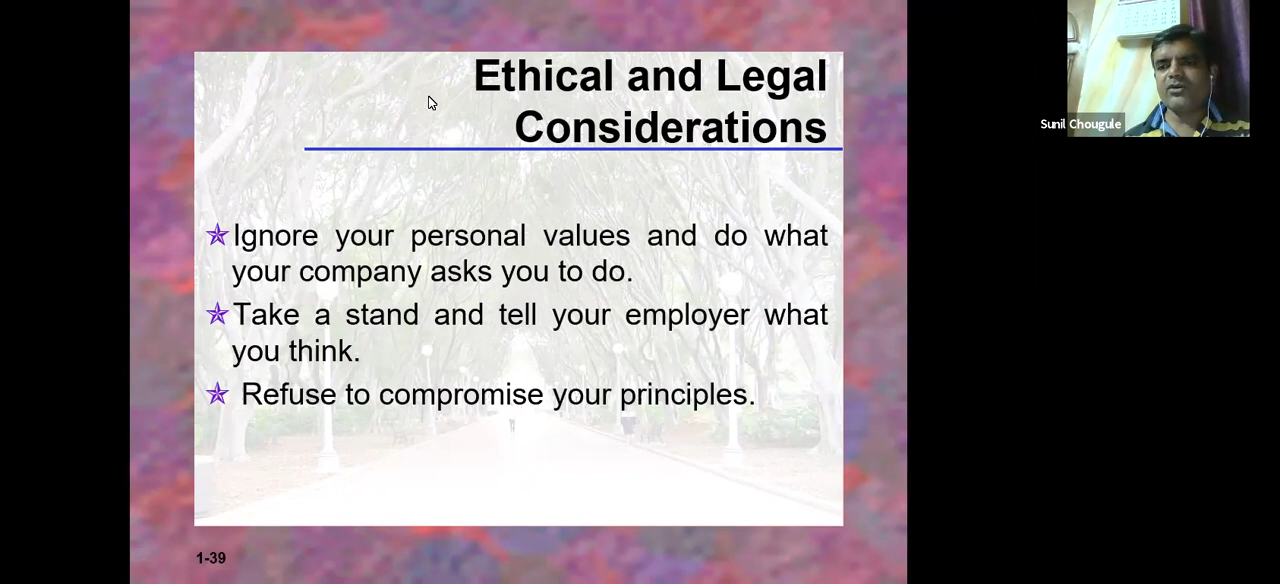 Ethical and Legal
Considerations
Ignore your personal values and do what
your company asks you to do.
Take a stand and tell your employer what
you think.
Refuse to compromise your principles.
1-39
Sunil Chougule